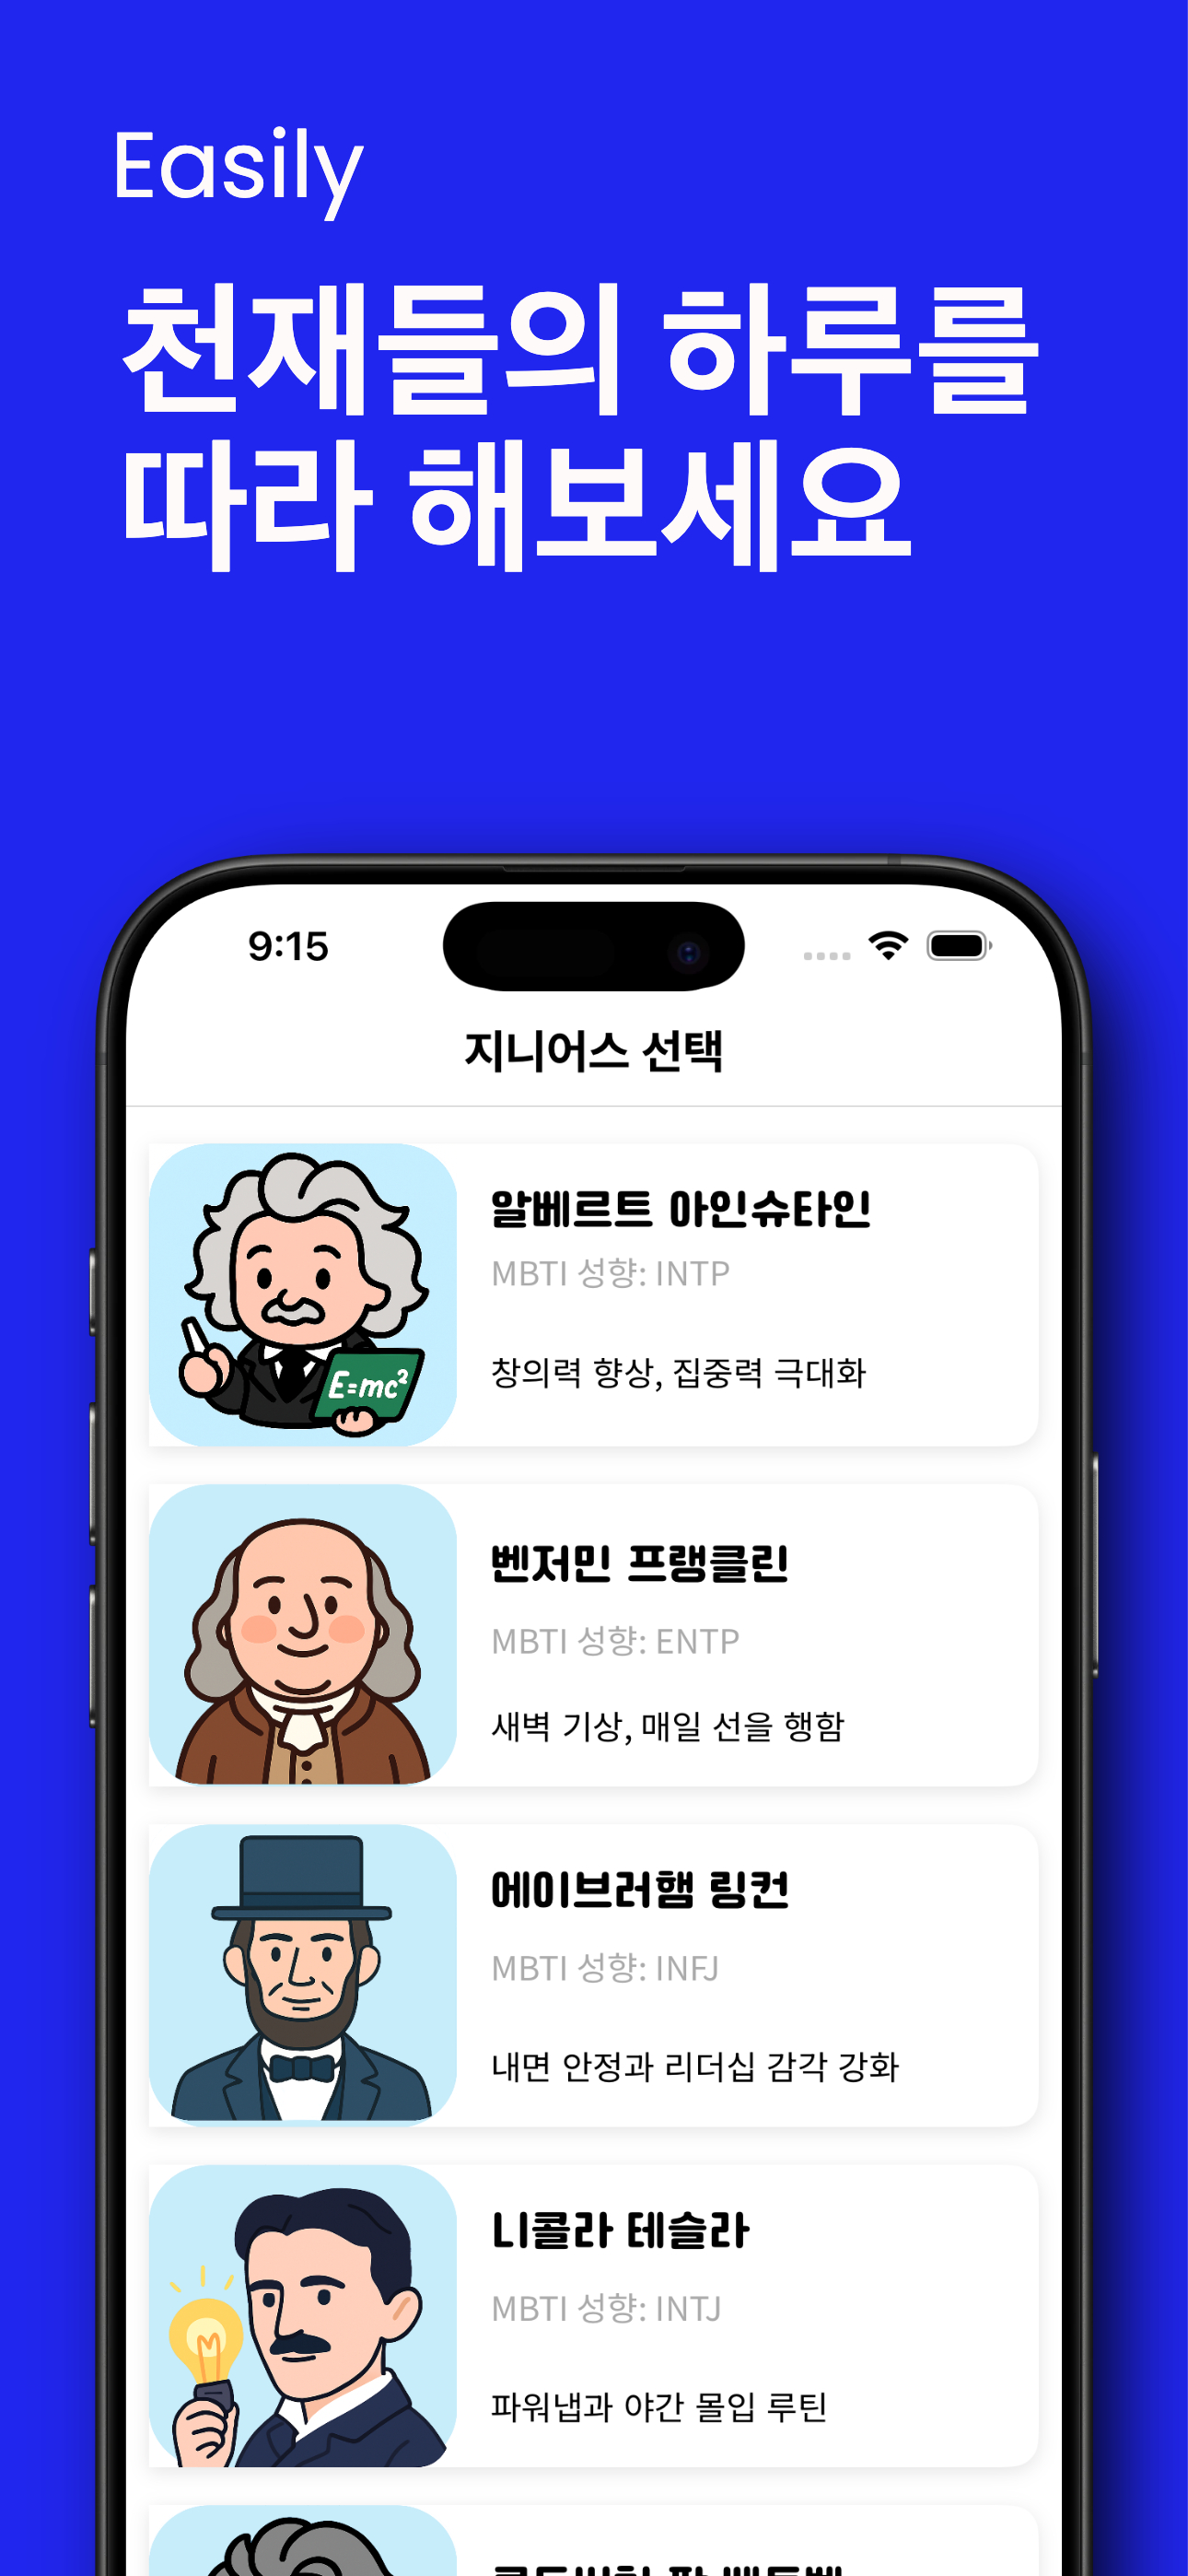 Easily
천재들의 하루를
따라 해보세요
9:15
지니어스 선택
알베르트 아인슈타인
MBTI 성향: INTP
창의력 향상, 집중력 극대화
E=mc²
벤저민 프랭클린
MBTI 성향: ENTP
새벽 기상, 매일 선을 행함
에이브러햄 링컨
MBTI 성향: INFJ
내면 안정과 리더십 감각 강화
니콜라 테슬라
MBTI 성향: INTJ
파워냅과 야간 몰입 루틴